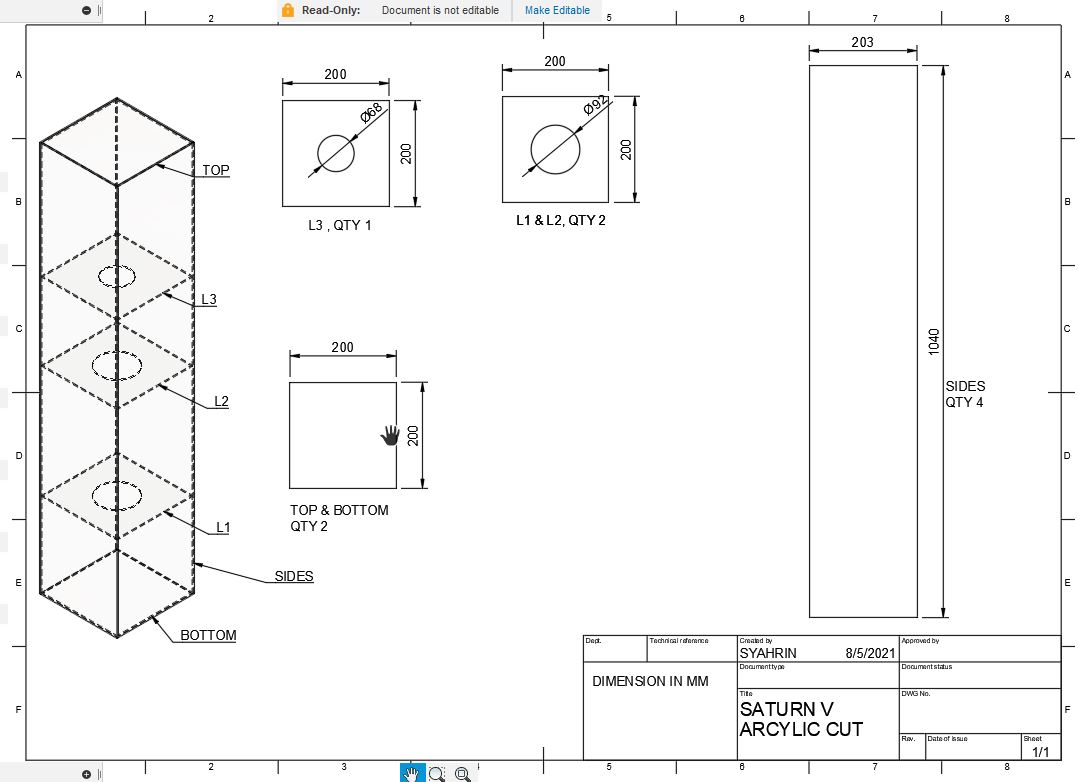 Read-Only: Document is not editable Make Editable
2 5 6 7 8
A A
B B
C C
D D
E E
F F
TOP
L3
L2
L1
SIDES
BOTTOM
200
Ø68
200
L3 , QTY 1
200
Ø92
200
L1 & L2, QTY 2
200
200
TOP & BOTTOM
QTY 2
203
1040
SIDES
QTY 4
Dept. Technical reference Created by Approved by
SYAHRIN 8/5/2021
DIMENSION IN MM
Document type Document status
Title DWG No.
SATURN V
ARCYLIC CUT
Rev. Date of issue Sheet
1/1
2 3 4 5 6 7 8